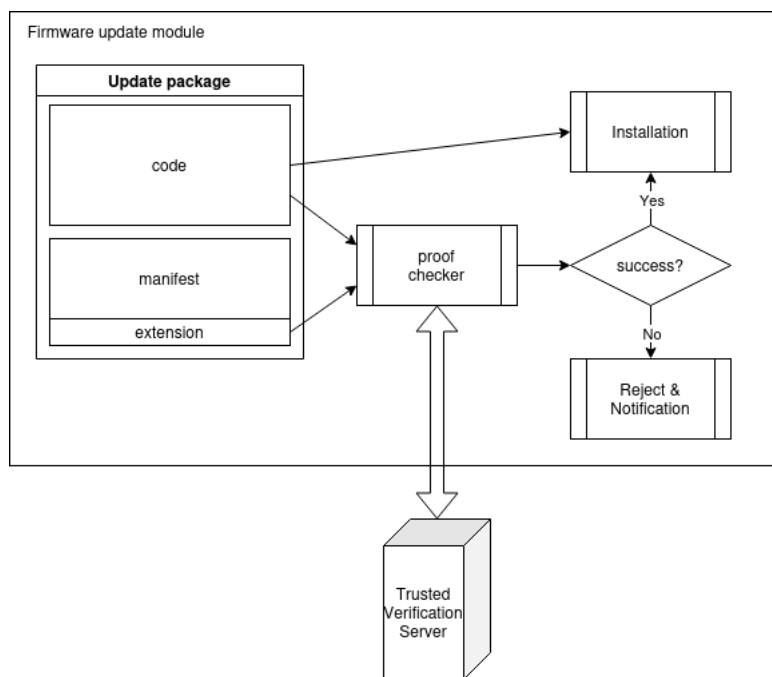 Firmware update module
Update package
code
manifest
extension
proof
checker
Installation
Yes
success?
No
Reject &
Notification
Trusted
Verification
Server